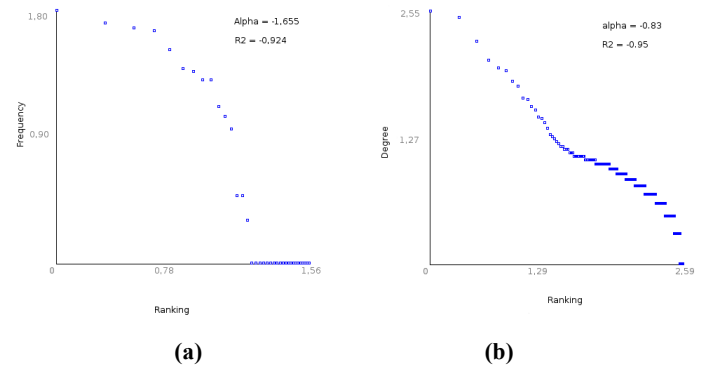 1.80
Alpha = -1,655
R2 = -0,924
Frequency
0,90
0
0,78
1,56
Ranking
(a)
2,55
alpha = -0.83
R2 = -0.95
Degree
1,27
0
1,29
2,59
Ranking
(b)